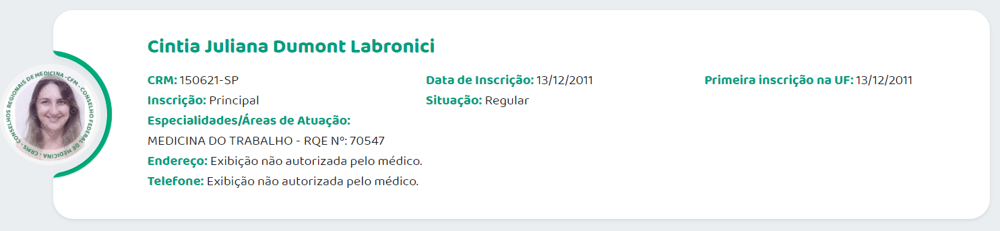 Cintia Juliana Dumont Labronici
CRM: 150621-SP
Data de Inscrição: 13/12/2011
Primeira inscrição na UF: 13/12/2011
Inscrição: Principal
Situação: Regular
Especialidades/Áreas de Atuação:
MEDICINA DO TRABALHO - RQE Nº: 70547
Endereço: Exibição não autorizada pelo médico.
Telefone: Exibição não autorizada pelo médico.
CONSELHOS REGIONAIS DE MEDICINA - CFM - CONSELHO FEDERAL DE MEDICINA - CRMS -